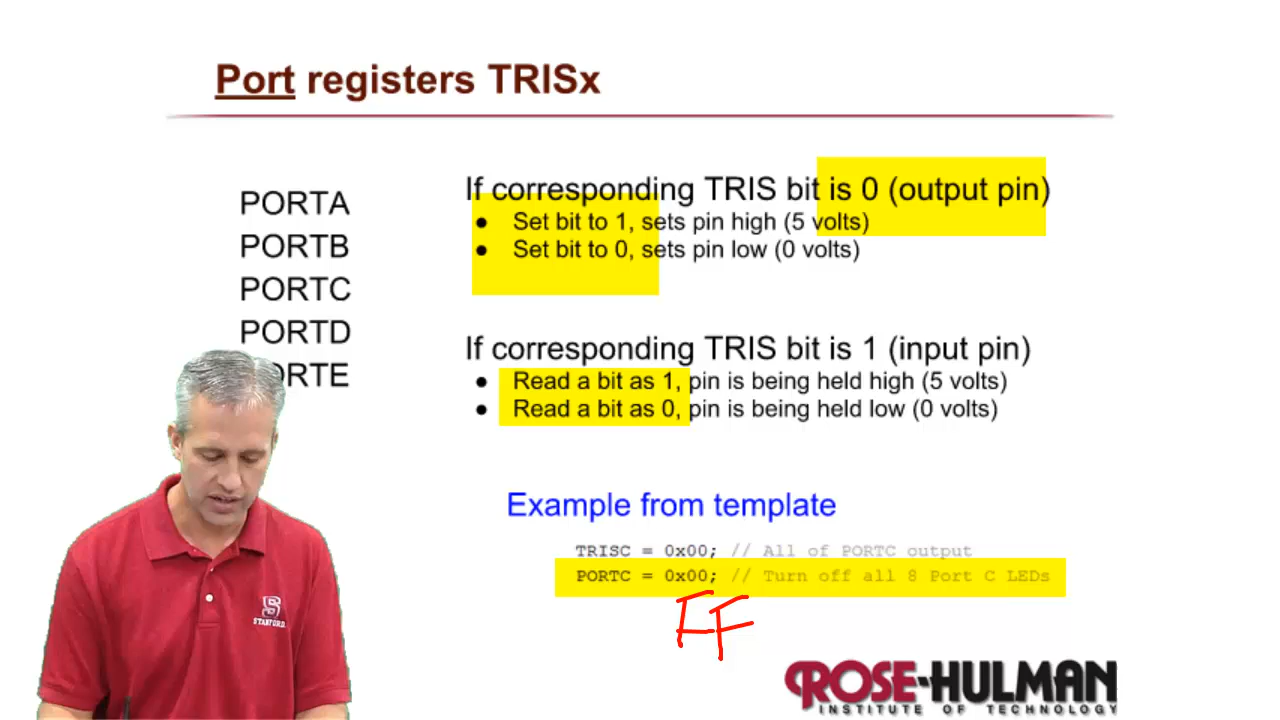 Port registers TRISx
PORTA
PORTB
PORTC
PORTD
ORTE
If corresponding TRIS bit is 0 (output pin)
● Set bit to 1, sets pin high (5 volts)
● Set bit to 0, sets pin low (0 volts)
If corresponding TRIS bit is 1 (input pin)
● Read a bit as 1, pin is being held high (5 volts)
● Read a bit as 0, pin is being held low (0 volts)
Example from template
TRISC = 0x00; // All of PORTC output
PORTC = 0x00; // Turn off all 8 Port C LEDs
FF
S
STANFORD
ROSE-HULMAN
INSTITUTE OF TECHNOLOGY